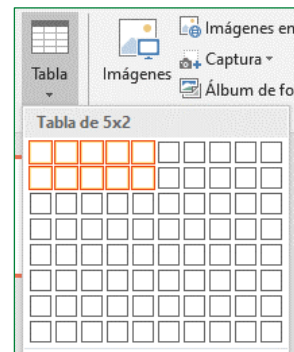 Imágenes en
Captura
Álbum de fo
Tabla
Imágenes
Tabla de 5x2